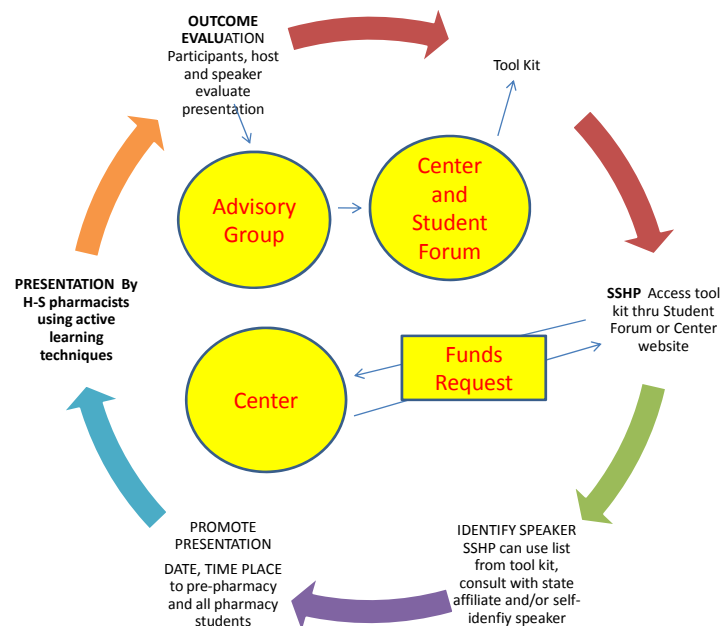 OUTCOME
EVALUATION
Participants, host
and speaker
evaluate
presentation
Tool Kit
Advisory
Group
Center
and
Student
Forum
PRESENTATION By
H-S pharmacists
using active
learning
techniques
SSHP Access tool
kit thru Student
Forum or Center
website
Funds
Request
Center
PROMOTE
PRESENTATION
DATE, TIME PLACE
to pre-pharmacy
and all pharmacy
students
IDENTIFY SPEAKER
SSHP can use list
from tool kit,
consult with state
affiliate and/or self-
idenfiy speaker